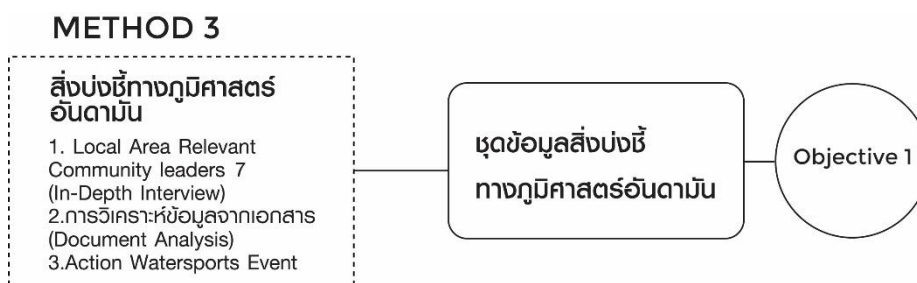 METHOD 3
สิ่งบ่งชี้ทางภูมิศาสตร์
อันดามัน
1. Local Area Relevant
Community leaders 7
(In-Depth Interview)
2.การวิเคราะห์ข้อมูลจากเอกสาร
(Document Analysis)
3.Action Watersports Event
ชุดข้อมูลสิ่งบ่งชี้
ทางภูมิศาสตร์อันดามัน
Objective 1